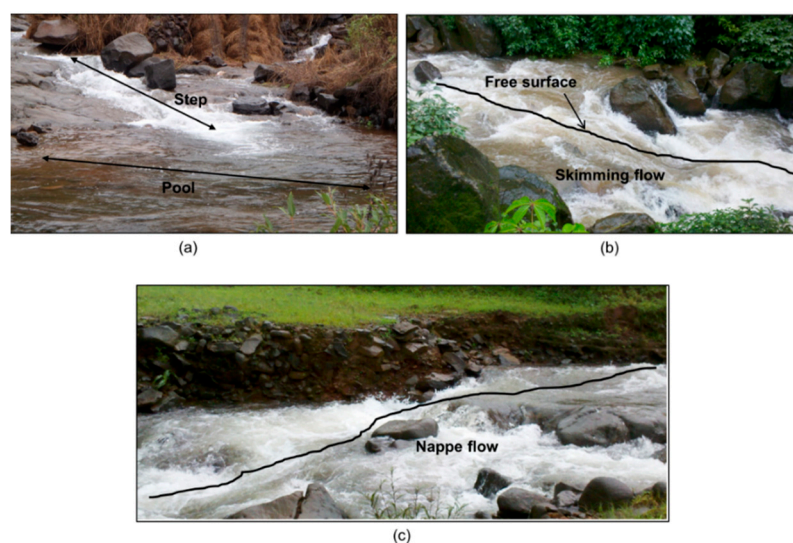 Step
Pool
(a)
Free surface
Skimming flow
(b)
Nappe flow
(c)